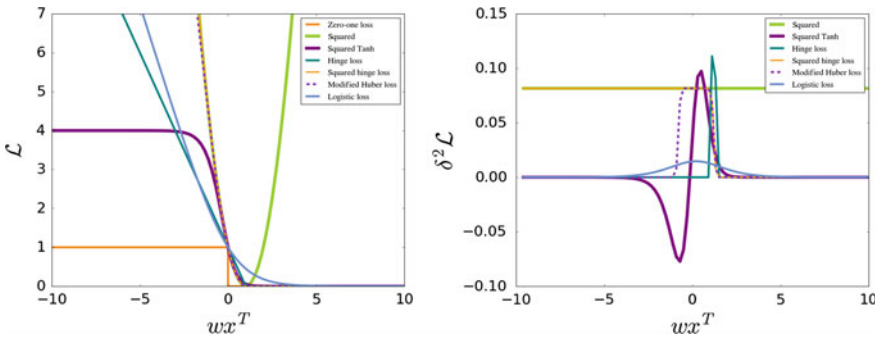 7
6
5
4
3
2
1
0
ℒ
−10
−5
0
5
10
wxᵀ
Zero-one loss
Squared
Squared Tanh
Hinge loss
Squared hinge loss
Modified Huber loss
Logistic loss
0.15
0.10
0.05
0.00
−0.05
−0.10
δ²ℒ
−10
−5
0
5
10
wxᵀ
Squared
Squared Tanh
Hinge loss
Squared hinge loss
Modified Huber loss
Logistic loss